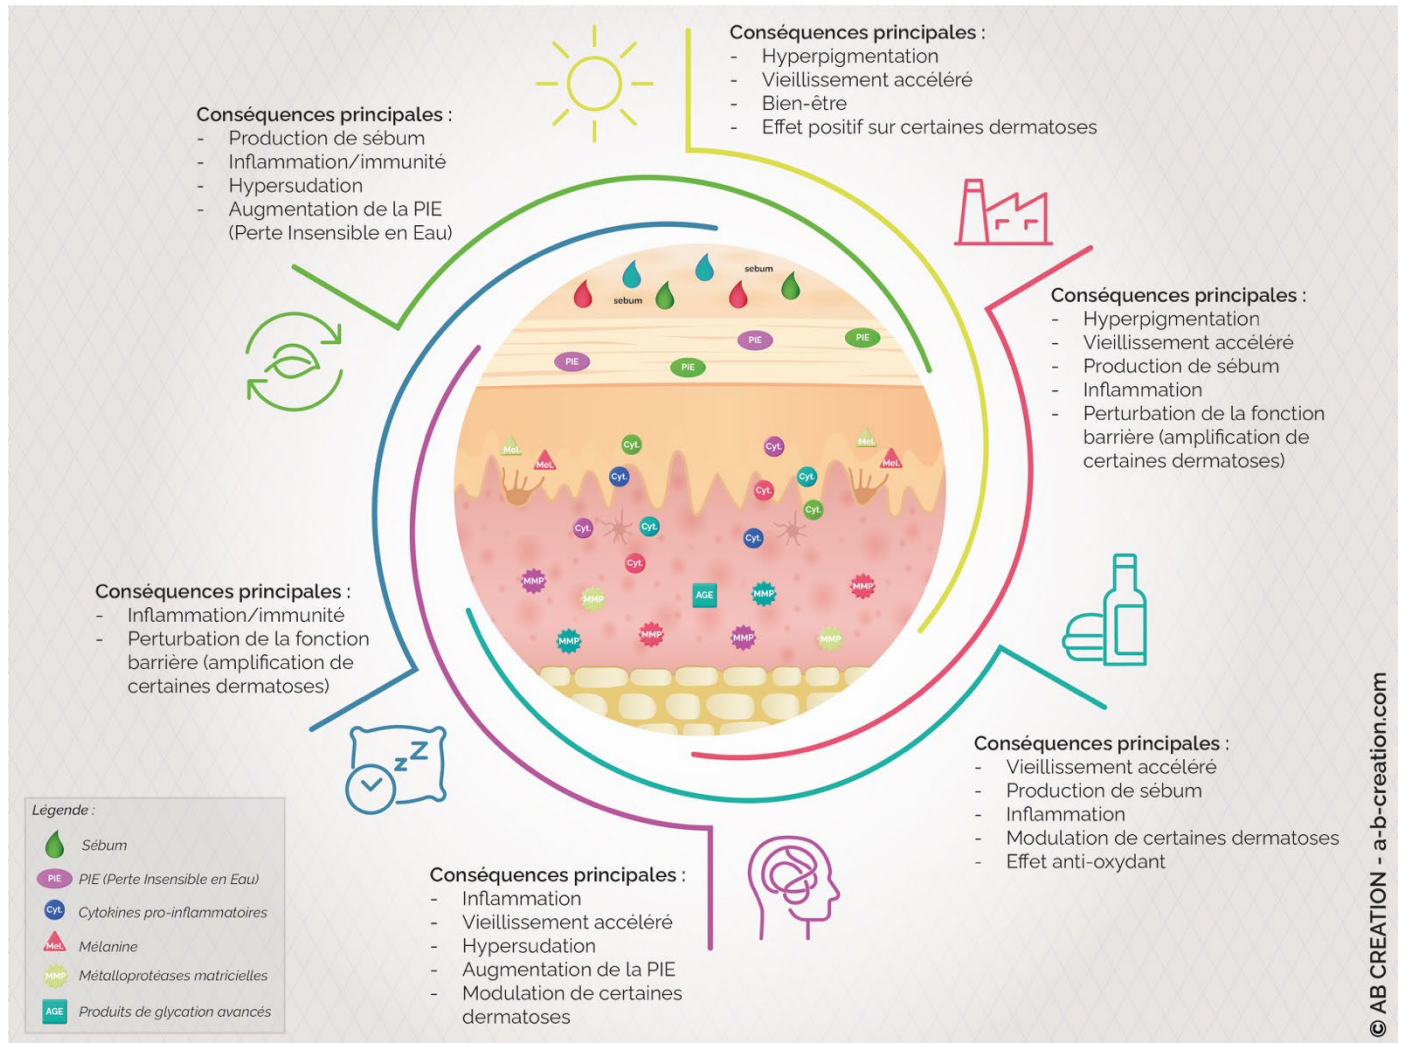 Conséquences principales :
- Hyperpigmentation
- Vieillissement accéléré
- Bien-être
- Effet positif sur certaines dermatoses
Conséquences principales :
- Production de sébum
- Inflammation/immunité
- Hypersudation
- Augmentation de la PIE
(Perte Insensible en Eau)
Conséquences principales :
- Hyperpigmentation
- Vieillissement accéléré
- Production de sébum
- Inflammation
- Perturbation de la fonction
barrière (amplification de
certaines dermatoses)
sebum
sebum
PIE
PIE
PIE
PIE
Mel.
Mel.
Cyt.
Cyt.
Mel.
Mel.
Cyt.
Cyt.
Cyt.
Cyt.
Cyt.
Cyt.
Cyt.
Cyt.
MMP
MMP
AGE
MMP
MMP
MMP
MMP
MMP
MMP
Conséquences principales :
- Inflammation/immunité
- Perturbation de la fonction
barrière (amplification de
certaines dermatoses)
zzZ
Conséquences principales :
- Vieillissement accéléré
- Production de sébum
- Inflammation
- Modulation de certaines dermatoses
- Effet anti-oxydant
Conséquences principales :
- Inflammation
- Vieillissement accéléré
- Hypersudation
- Augmentation de la PIE
- Modulation de certaines
dermatoses
Légende :
Sébum
PIE PIE (Perte Insensible en Eau)
Cyt. Cytokines pro-inflammatoires
Mel. Mélanine
MMP Métalloprotéases matricielles
AGE Produits de glycation avancés
© AB CREATION - a-b-creation.com